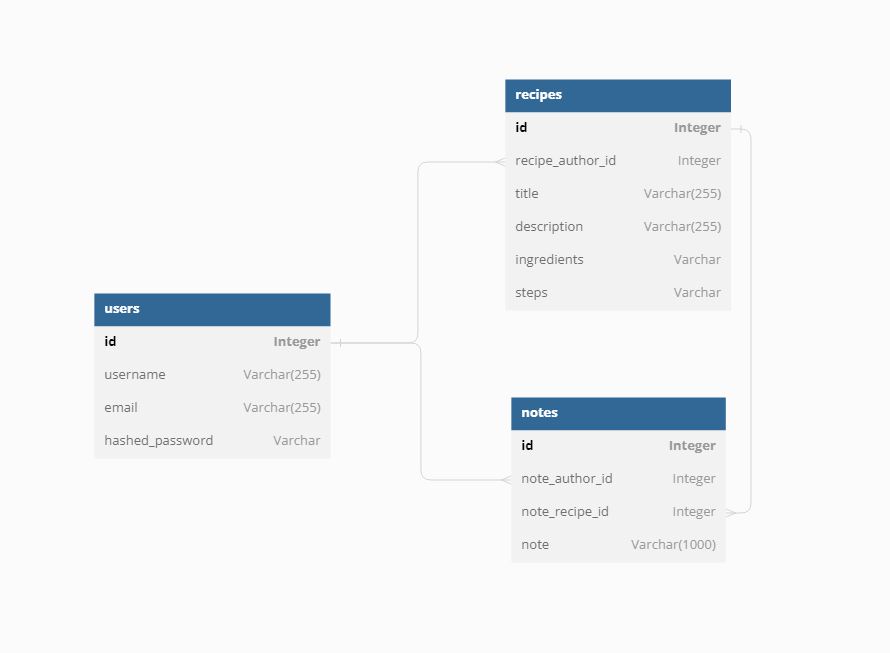 recipes
id Integer
recipe_author_id Integer
title Varchar(255)
description Varchar(255)
ingredients Varchar
steps Varchar
users
id Integer
username Varchar(255)
email Varchar(255)
hashed_password Varchar
notes
id Integer
note_author_id Integer
note_recipe_id Integer
note Varchar(1000)